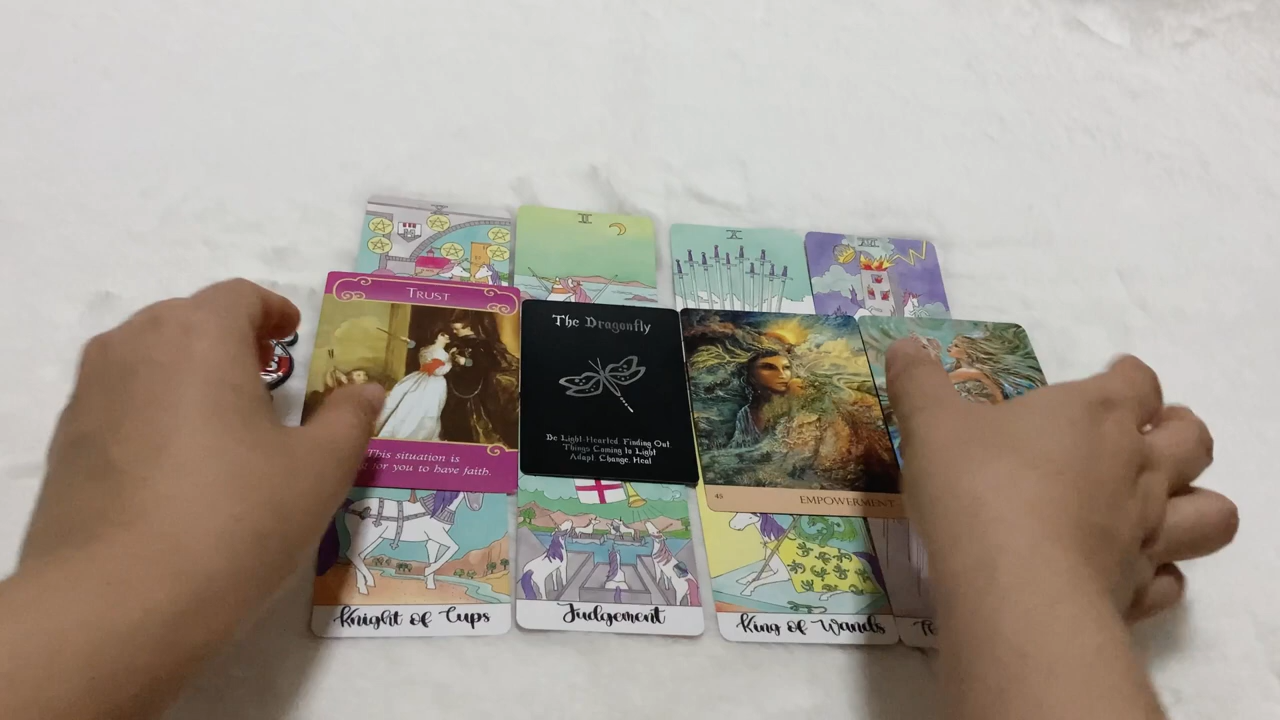 II
X
TRUST
The Dragonfly
Be Light Hearted. Finding Out.
Things Coming to Light
Adapt. Change. Heal
This situation is
for you to have faith.
45 EMPOWERMENT
Knight of Cups
Judgement
King of Wands